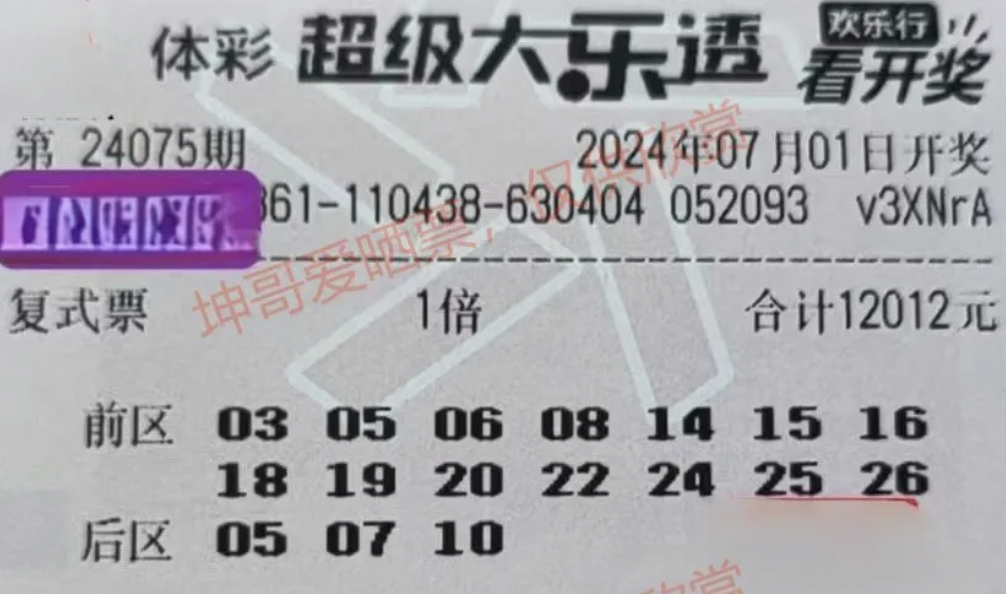 体彩 超级大乐透 欢乐行 看开奖
第 24075期 2024年07月01日开奖
61-110438-630404 052093 v3XNrA
复式票 1倍 合计12012元
前区 03 05 06 08 14 15 16
18 19 20 22 24 25 26
后区 05 07 10
坤哥爱晒票，仅供欣赏
欣赏